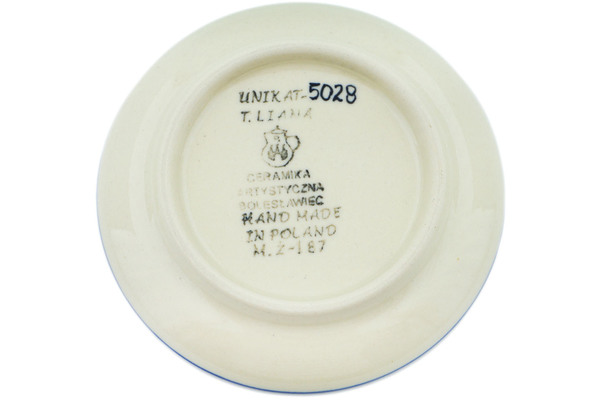 UNIKAT-5028
T. LIANA
CERAMIKA
ARTYSTYCZNA
BOLESŁAWIEC
HAND MADE
IN POLAND
M.Ż-187